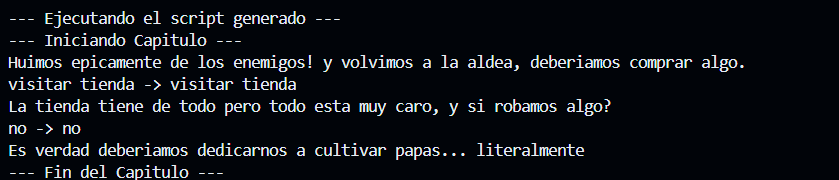 --- Ejecutando el script generado ---
--- Iniciando Capitulo ---
Huimos epicamente de los enemigos! y volvimos a la aldea, deberiamos comprar algo.
visitar tienda -> visitar tienda
La tienda tiene de todo pero todo esta muy caro, y si robamos algo?
no -> no
Es verdad deberiamos dedicarnos a cultivar papas... literalmente
--- Fin del Capitulo ---